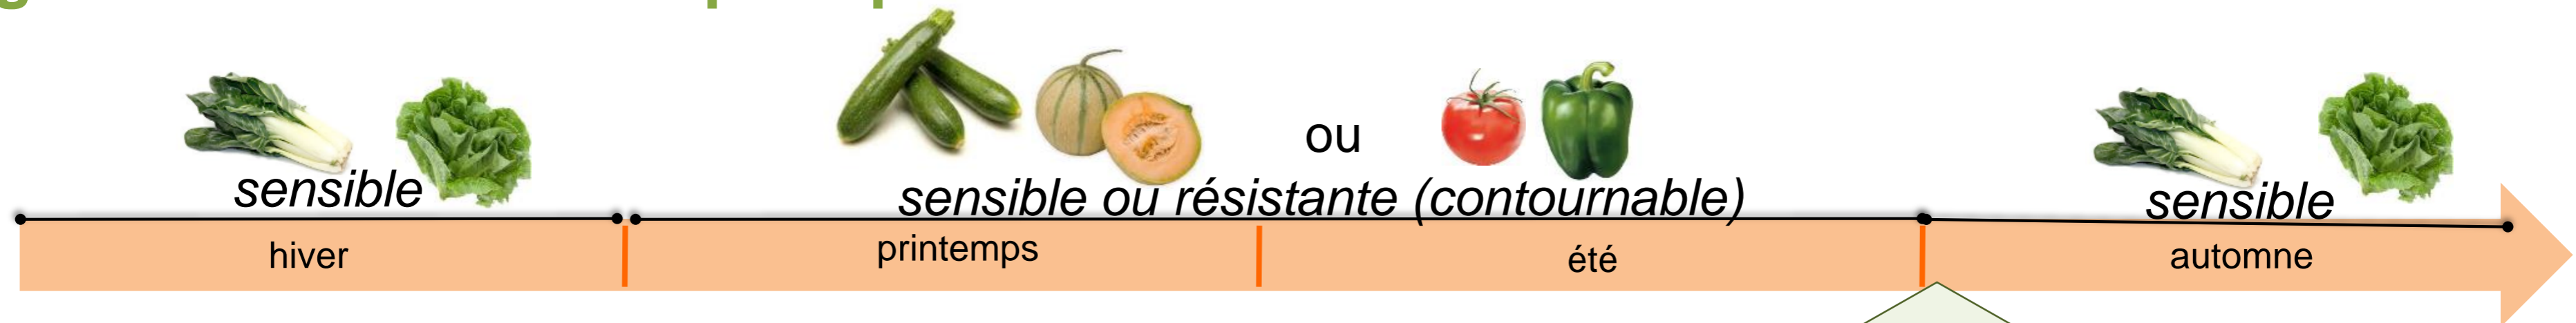 ou
sensible
sensible ou résistante (contournable)
sensible
hiver
printemps
été
automne